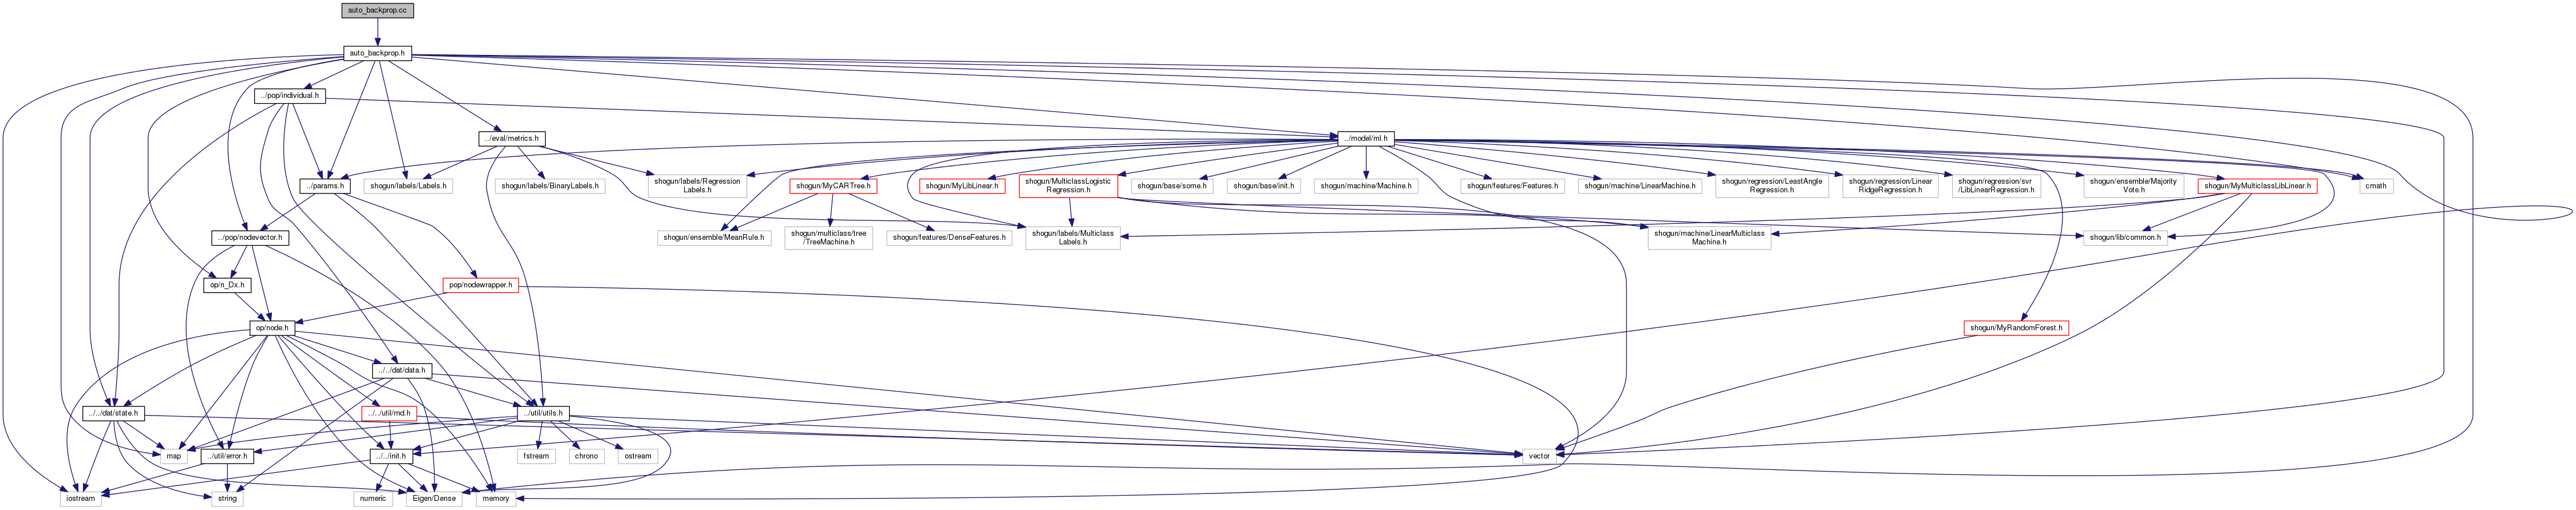 auto_backprop.cc
auto_backprop.h
../pop/individual.h
../eval/metrics.h
../model/ml.h
../params.h
shogun/labels/Labels.h
shogun/labels/BinaryLabels.h
shogun/labels/Regression
Labels.h
shogun/MyCARTree.h
shogun/MyLibLinear.h
shogun/MulticlassLogistic
Regression.h
shogun/base/some.h
shogun/base/init.h
shogun/machine/Machine.h
shogun/features/Features.h
shogun/machine/LinearMachine.h
shogun/regression/LeastAngle
Regression.h
shogun/regression/Linear
RidgeRegression.h
shogun/regression/svr
/LibLinearRegression.h
shogun/ensemble/Majority
Vote.h
shogun/MyMulticlassLibLinear.h
cmath
../pop/nodevector.h
shogun/ensemble/MeanRule.h
shogun/multiclass/tree
/TreeMachine.h
shogun/features/DenseFeatures.h
shogun/labels/Multiclass
Labels.h
shogun/machine/LinearMulticlass
Machine.h
shogun/lib/common.h
op/n_Dx.h
pop/nodewrapper.h
op/node.h
shogun/MyRandomForest.h
../../dat/data.h
../../dat/state.h
../../util/rnd.h
../util/utils.h
map
../util/error.h
../../init.h
fstream
chrono
ostream
vector
iostream
string
numeric
Eigen/Dense
memory